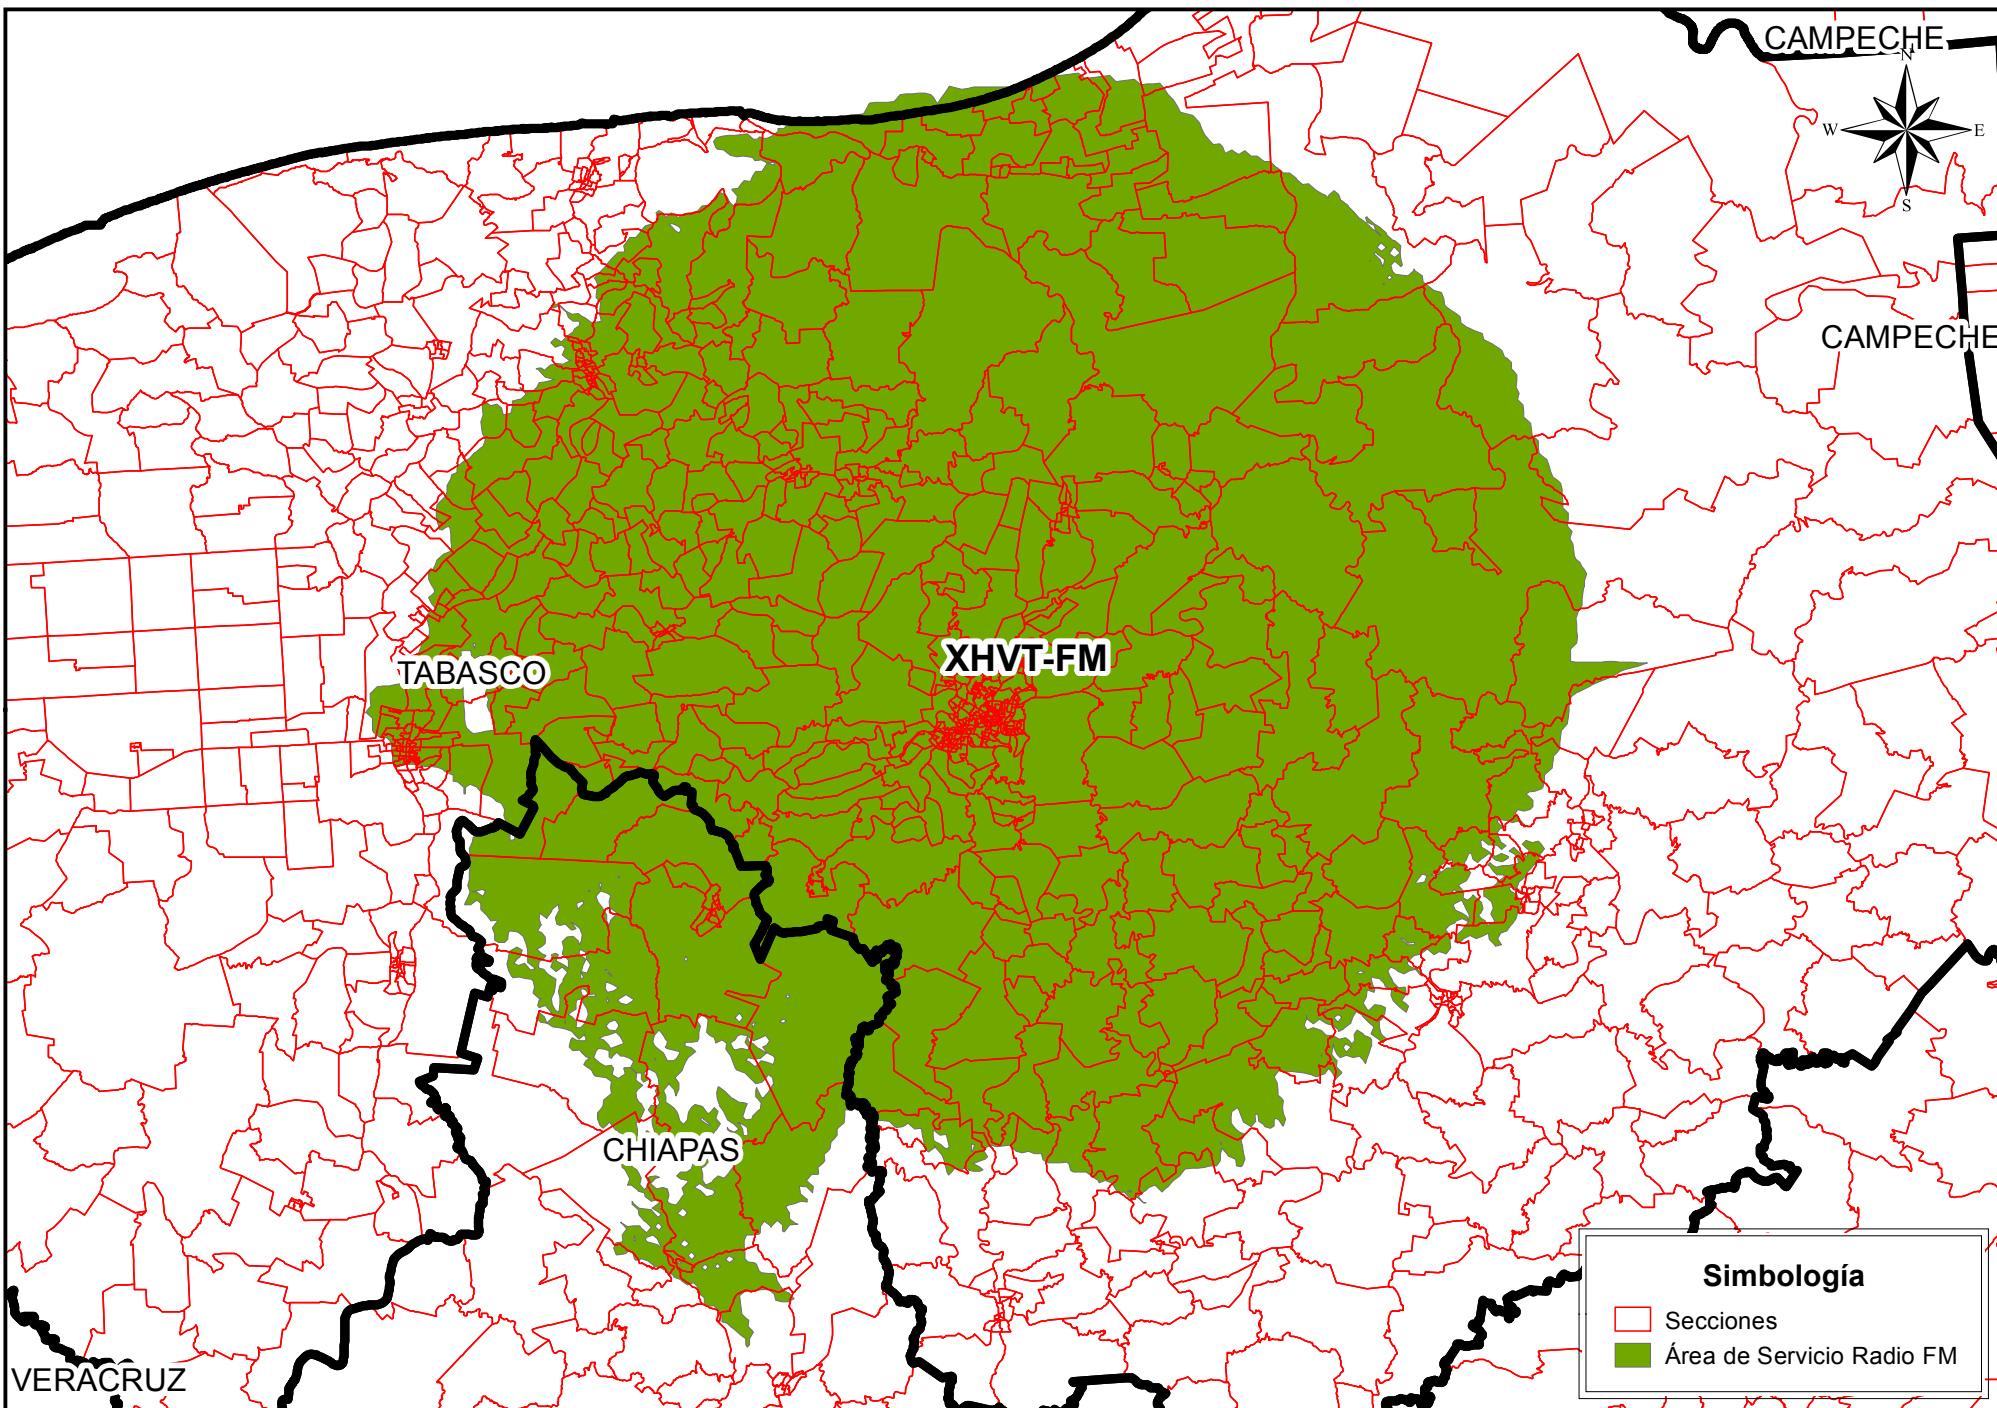 CAMPECHE
N
W
E
S
CAMPECHE
XHVT-FM
TABASCO
CHIAPAS
Simbología
Secciones
Área de Servicio Radio FM
VERACRUZ